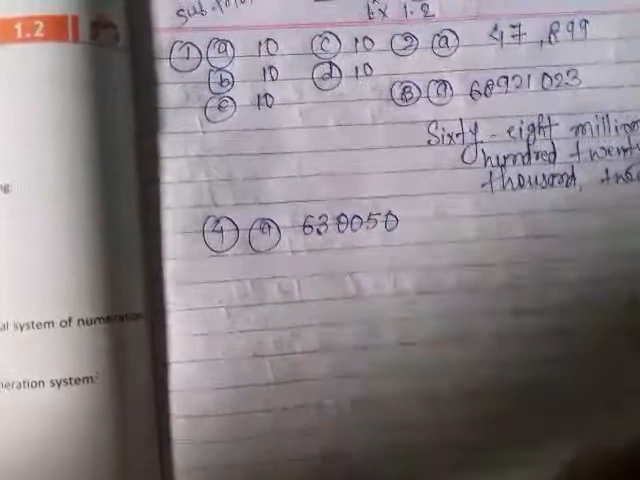 1.2
Ex 1.2
① ⓐ 10 ⓒ 10 ② ⓐ 47,899
ⓑ 10 ⓓ 10
ⓔ 10 ③ ⓐ 68921023
Sixty-eight million
hundred twenty
thousand,
④ ⓐ 630050
al system of numeration
neration system?